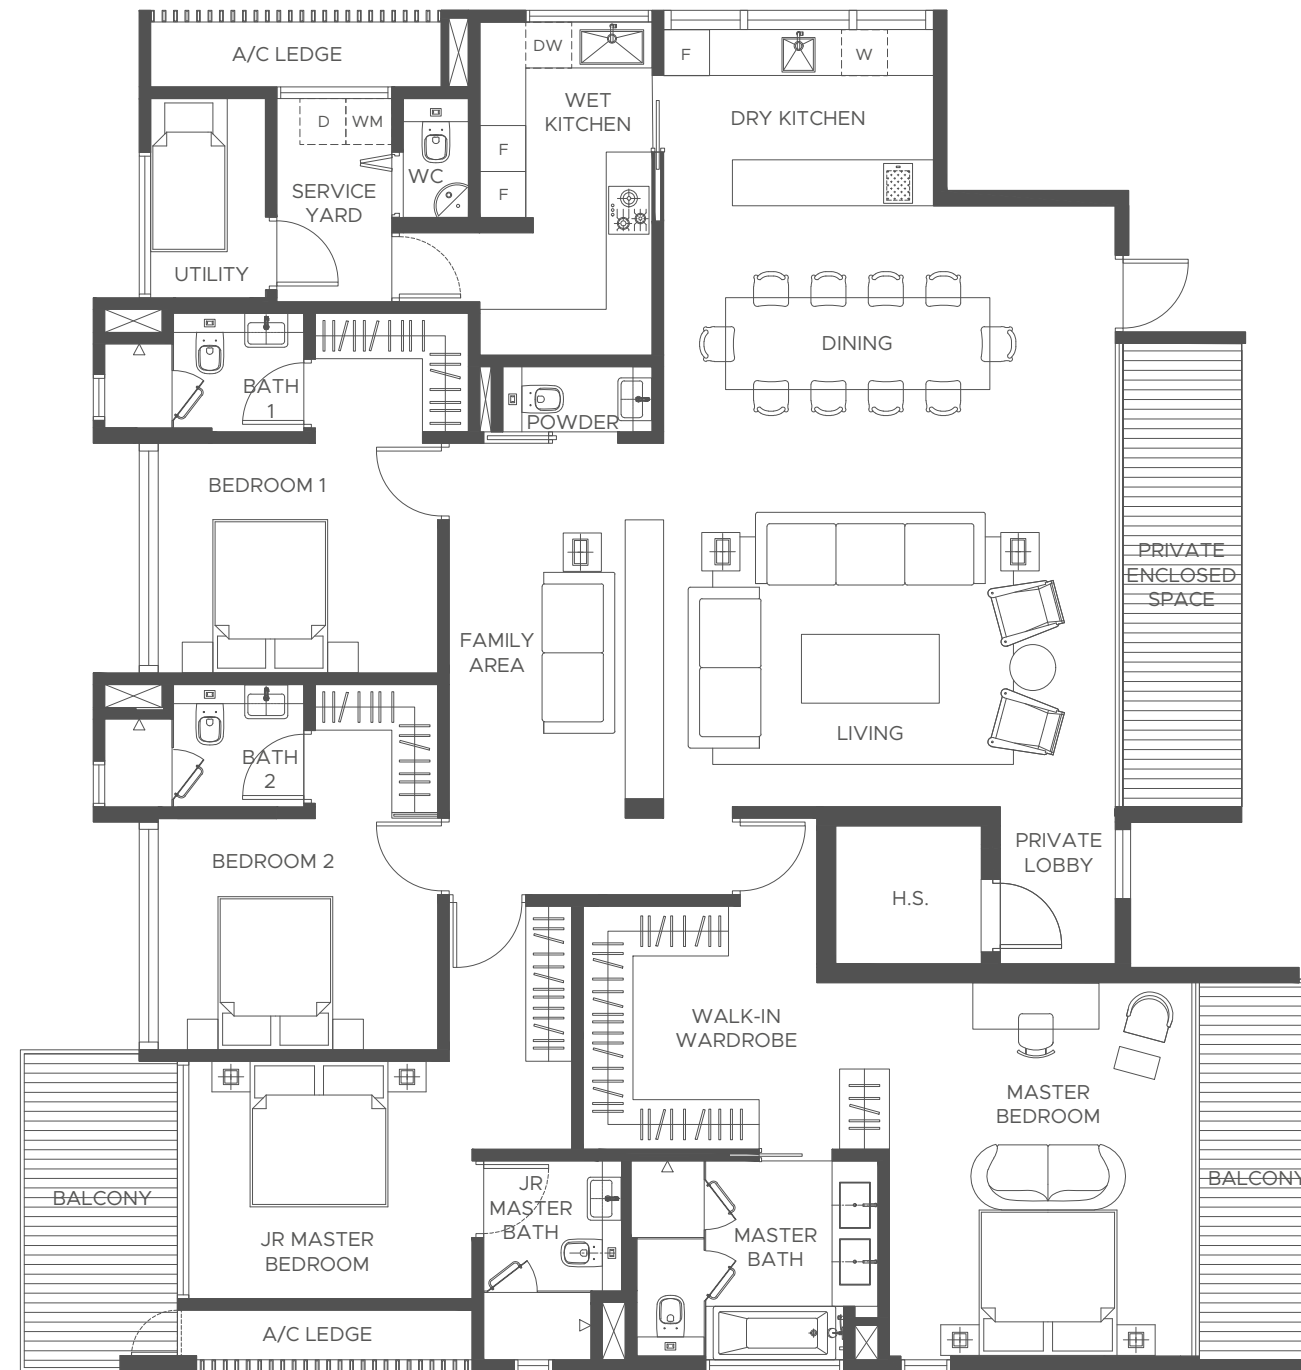 A/C LEDGE
DW
F
W
WET
KITCHEN
DRY KITCHEN
D
WM
F
F
WC
SERVICE
YARD
UTILITY
DINING
BATH
1
POWDER
BEDROOM 1
PRIVATE
ENCLOSED
SPACE
FAMILY
AREA
LIVING
BATH
2
BEDROOM 2
PRIVATE
LOBBY
H.S.
WALK-IN
WARDROBE
MASTER
BEDROOM
BALCONY
JR
MASTER
BATH
BALCONY
JR MASTER
BEDROOM
MASTER
BATH
A/C LEDGE